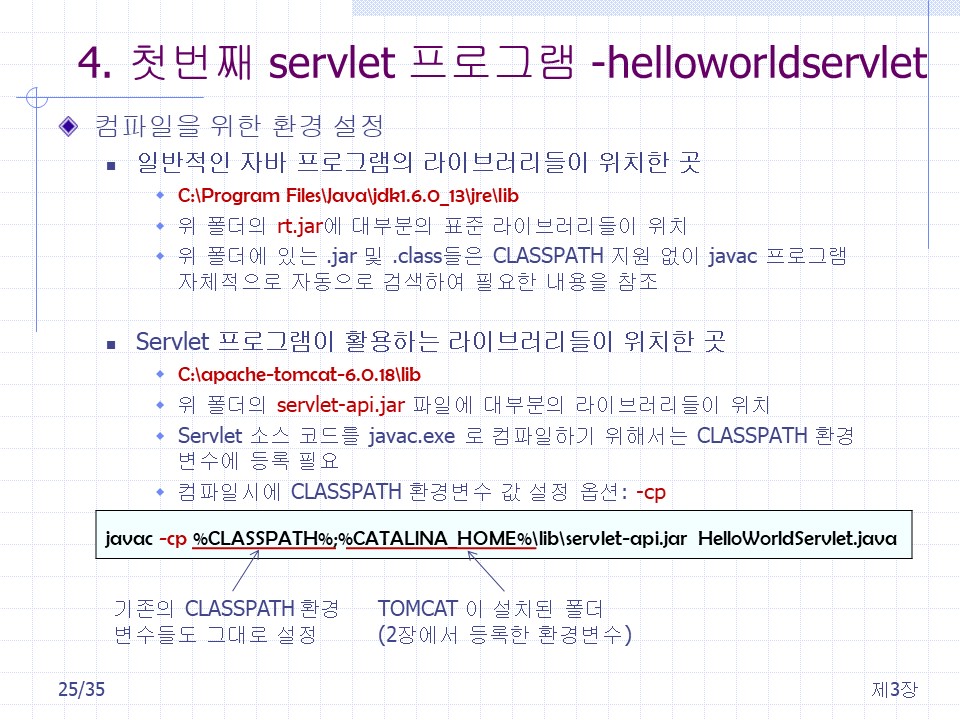 4. 첫번째 servlet 프로그램 -helloworldservlet
컴파일을 위한 환경 설정
일반적인 자바 프로그램의 라이브러리들이 위치한 곳
C:\Program Files\Java\jdk1.6.0_13\jre\lib
위 폴더의 rt.jar에 대부분의 표준 라이브러리들이 위치
위 폴더에 있는 .jar 및 .class들은 CLASSPATH 지원 없이 javac 프로그램
자체적으로 자동으로 검색하여 필요한 내용을 참조
Servlet 프로그램이 활용하는 라이브러리들이 위치한 곳
C:\apache-tomcat-6.0.18\lib
위 폴더의 servlet-api.jar 파일에 대부분의 라이브러리들이 위치
Servlet 소스 코드를 javac.exe 로 컴파일하기 위해서는 CLASSPATH 환경
변수에 등록 필요
컴파일시에 CLASSPATH 환경변수 값 설정 옵션: -cp
javac -cp %CLASSPATH%;%CATALINA_HOME%\lib\servlet-api.jar HelloWorldServlet.java
기존의 CLASSPATH 환경
변수들도 그대로 설정
TOMCAT 이 설치된 폴더
(2장에서 등록한 환경변수)
25/35
제3장